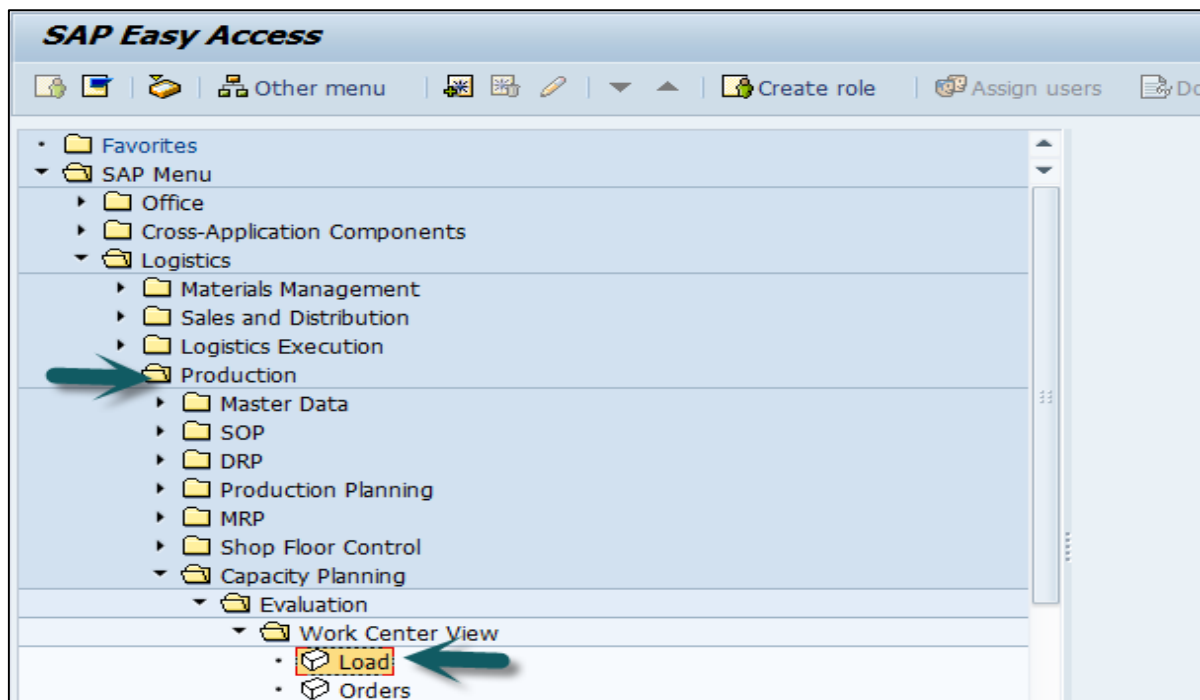 SAP Easy Access
Other menu Create role Assign users Do
Favorites
SAP Menu
Office
Cross-Application Components
Logistics
Materials Management
Sales and Distribution
Logistics Execution
Production
Master Data
SOP
DRP
Production Planning
MRP
Shop Floor Control
Capacity Planning
Evaluation
Work Center View
Load
Orders